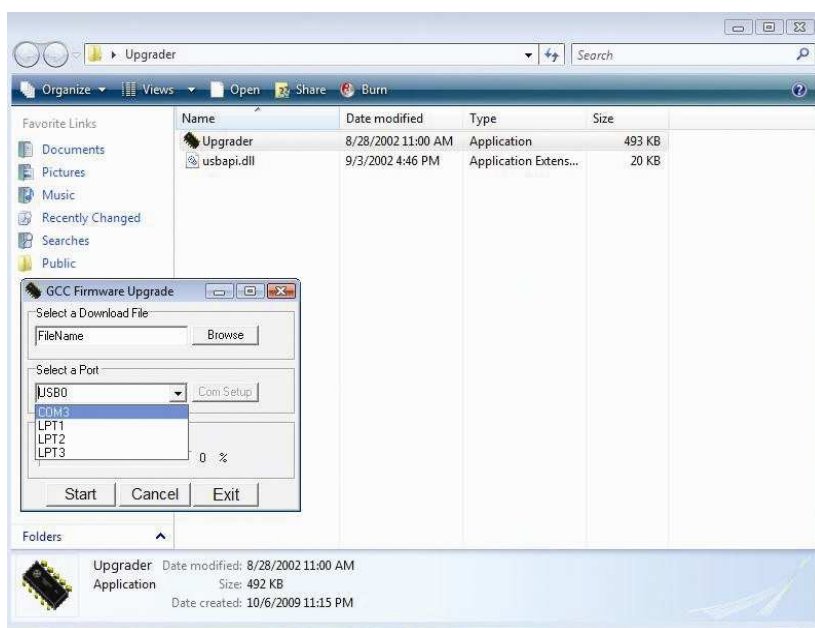 Upgrader
Search
Organize Views Open Share Burn
Favorite Links
Name Date modified Type Size
Documents
Pictures
Music
Recently Changed
Searches
Public
Upgrader 8/28/2002 11:00 AM Application 493 KB
usbapi.dll 9/3/2002 4:46 PM Application Extens... 20 KB
GCC Firmware Upgrade
Select a Download File
FileName Browse
Select a Port
USB0 Com Setup
COM3
LPT1
LPT2
LPT3
0 %
Start Cancel Exit
Folders
Upgrader Date modified: 8/28/2002 11:00 AM
Application Size: 492 KB
Date created: 10/6/2009 11:15 PM